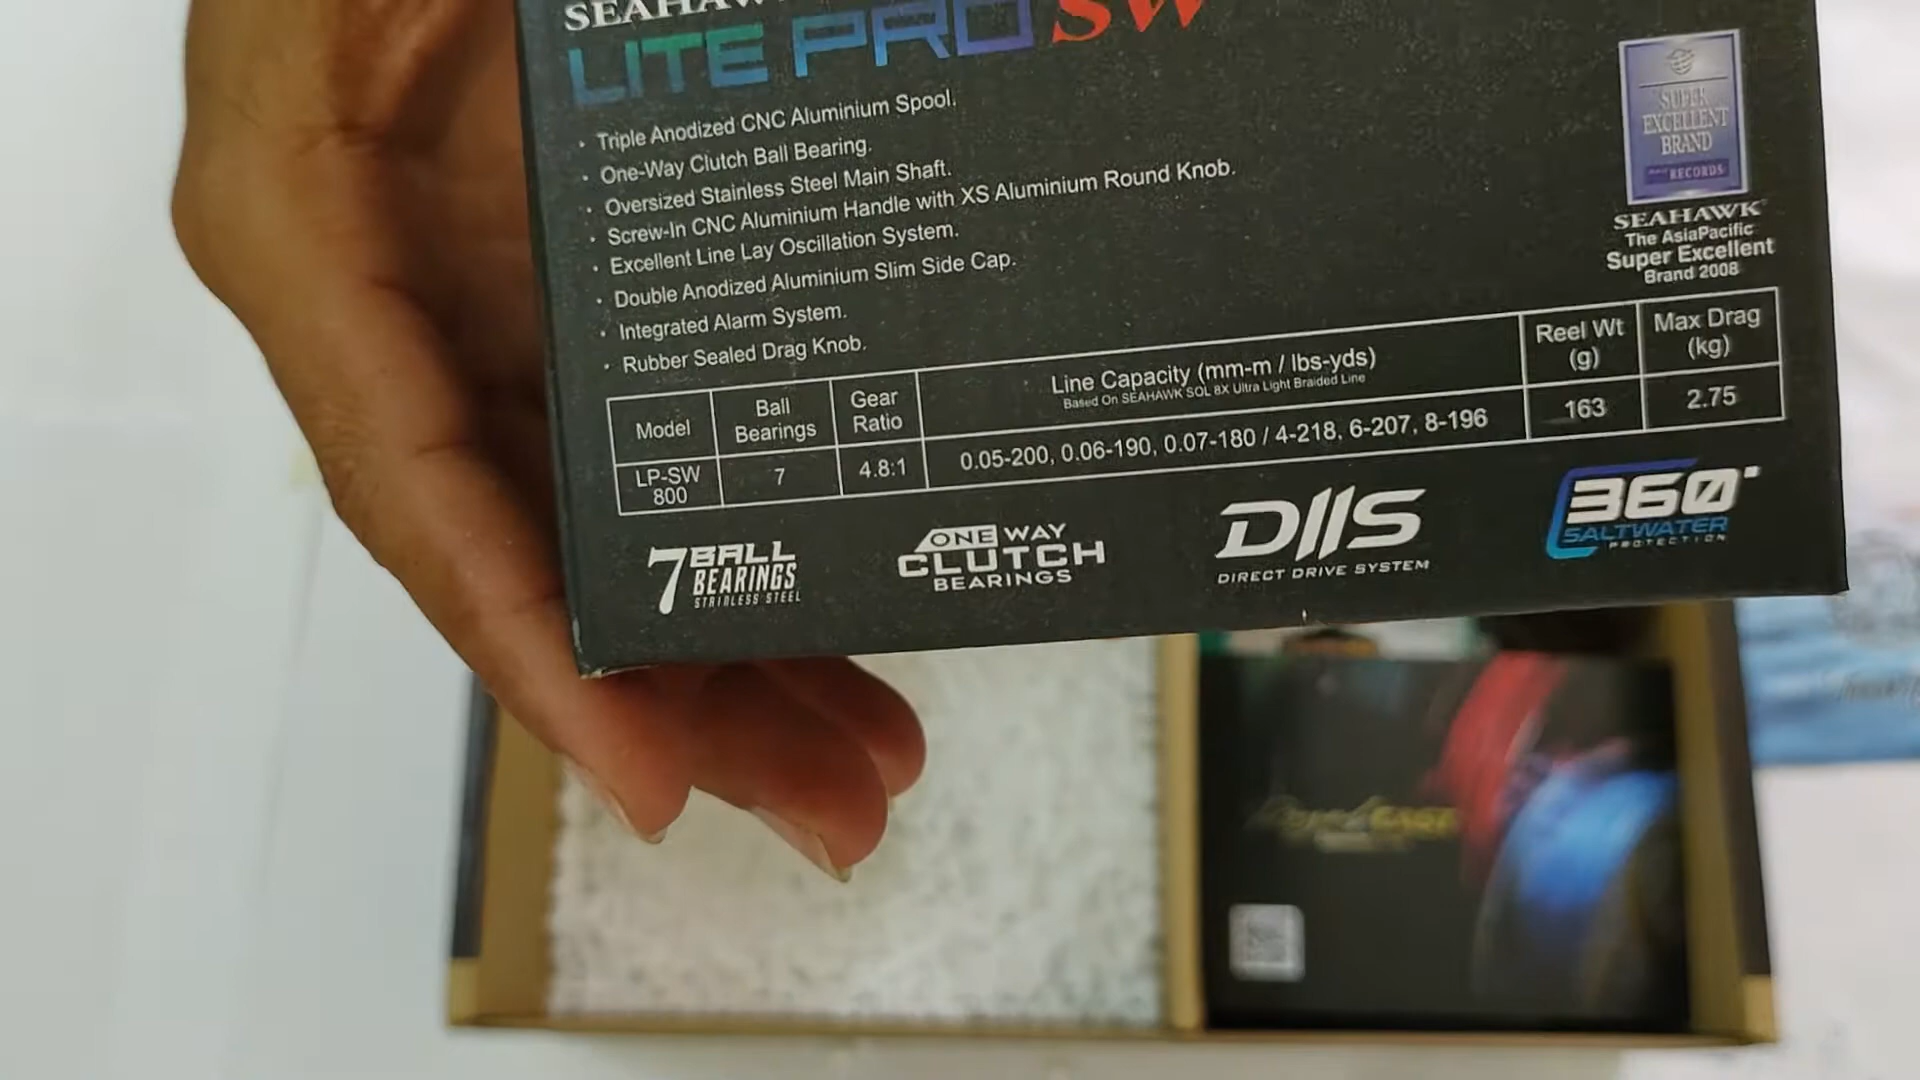 SEAHAWK
LITE PRO SW
· Triple Anodized CNC Aluminium Spool.
· One-Way Clutch Ball Bearing.
· Oversized Stainless Steel Main Shaft.
· Screw-In CNC Aluminium Handle with XS Aluminium Round Knob.
· Excellent Line Lay Oscillation System.
· Double Anodized Aluminium Slim Side Cap.
· Integrated Alarm System.
· Rubber Sealed Drag Knob.
SUPER
EXCELLENT
BRAND
RECORDS
SEAHAWK
The AsiaPacific
Super Excellent
Brand 2008
Model Ball Bearings Gear Ratio Line Capacity (mm-m / lbs-yds) Reel Wt (g) Max Drag (kg)
Based On SEAHAWK SQL 8X Ultra Light Braided Line
LP-SW 800 7 4.8:1 0.05-200, 0.06-190, 0.07-180 / 4-218, 6-207, 8-196 163 2.75
7 BALL
BEARINGS
STAINLESS STEEL
ONE WAY
CLUTCH
BEARINGS
DIIS
DIRECT DRIVE SYSTEM
360°
SALTWATER
PROTECTION